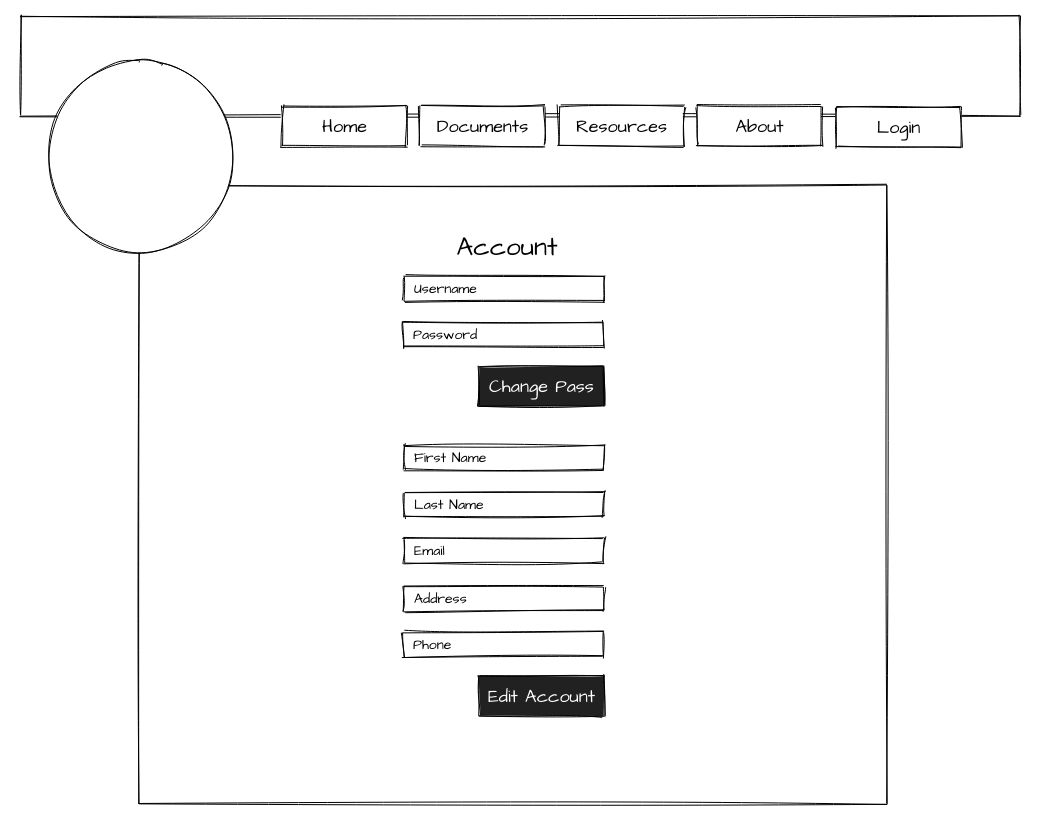 Home
Documents
Resources
About
Login
Account
Username
Password
Change Pass
First Name
Last Name
Email
Address
Phone
Edit Account